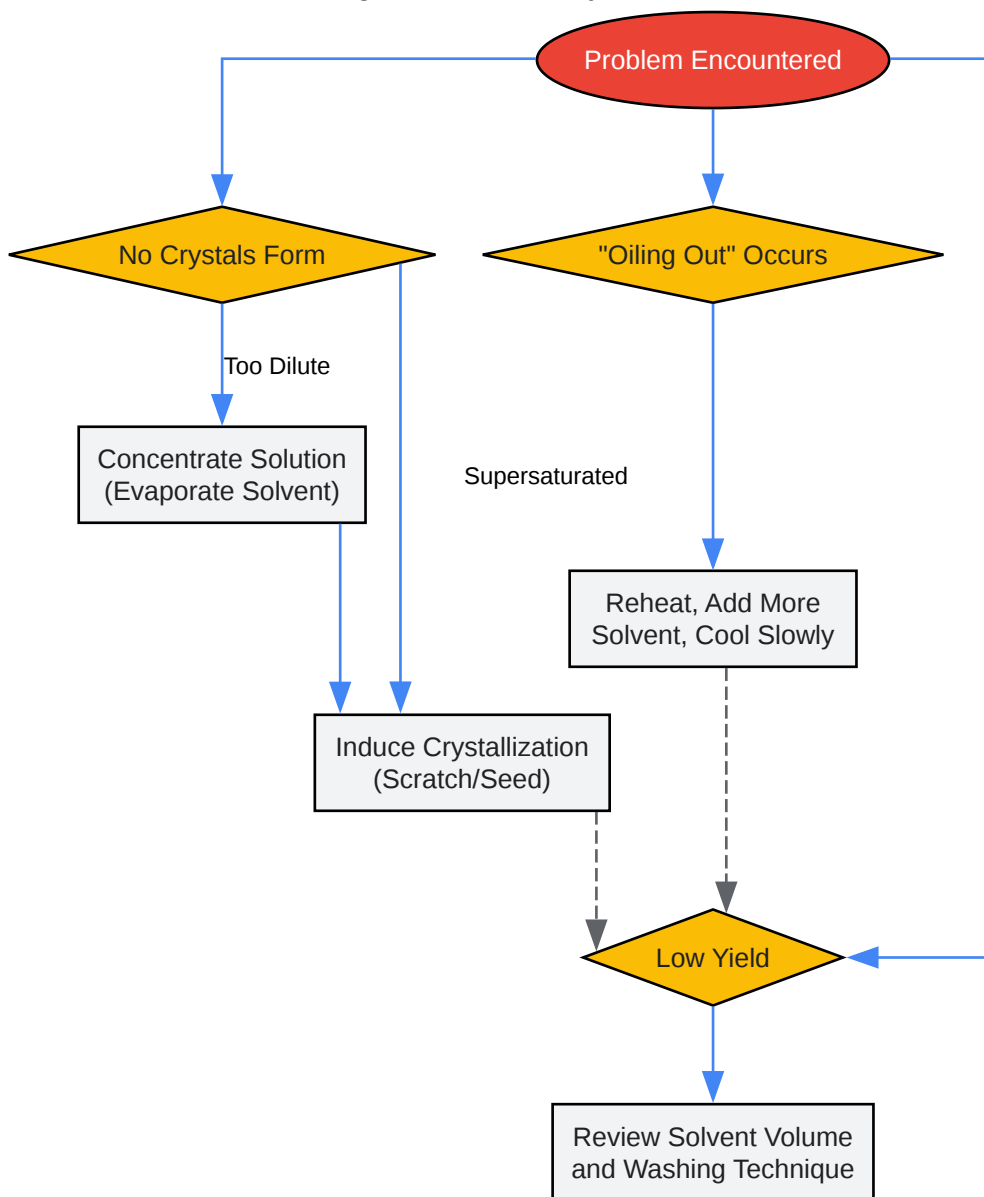 Problem Encountered
No Crystals Form
"Oiling Out" Occurs
Too Dilute
Concentrate Solution
(Evaporate Solvent)
Supersaturated
Reheat, Add More
Solvent, Cool Slowly
Induce Crystallization
(Scratch/Seed)
Low Yield
Review Solvent Volume
and Washing Technique